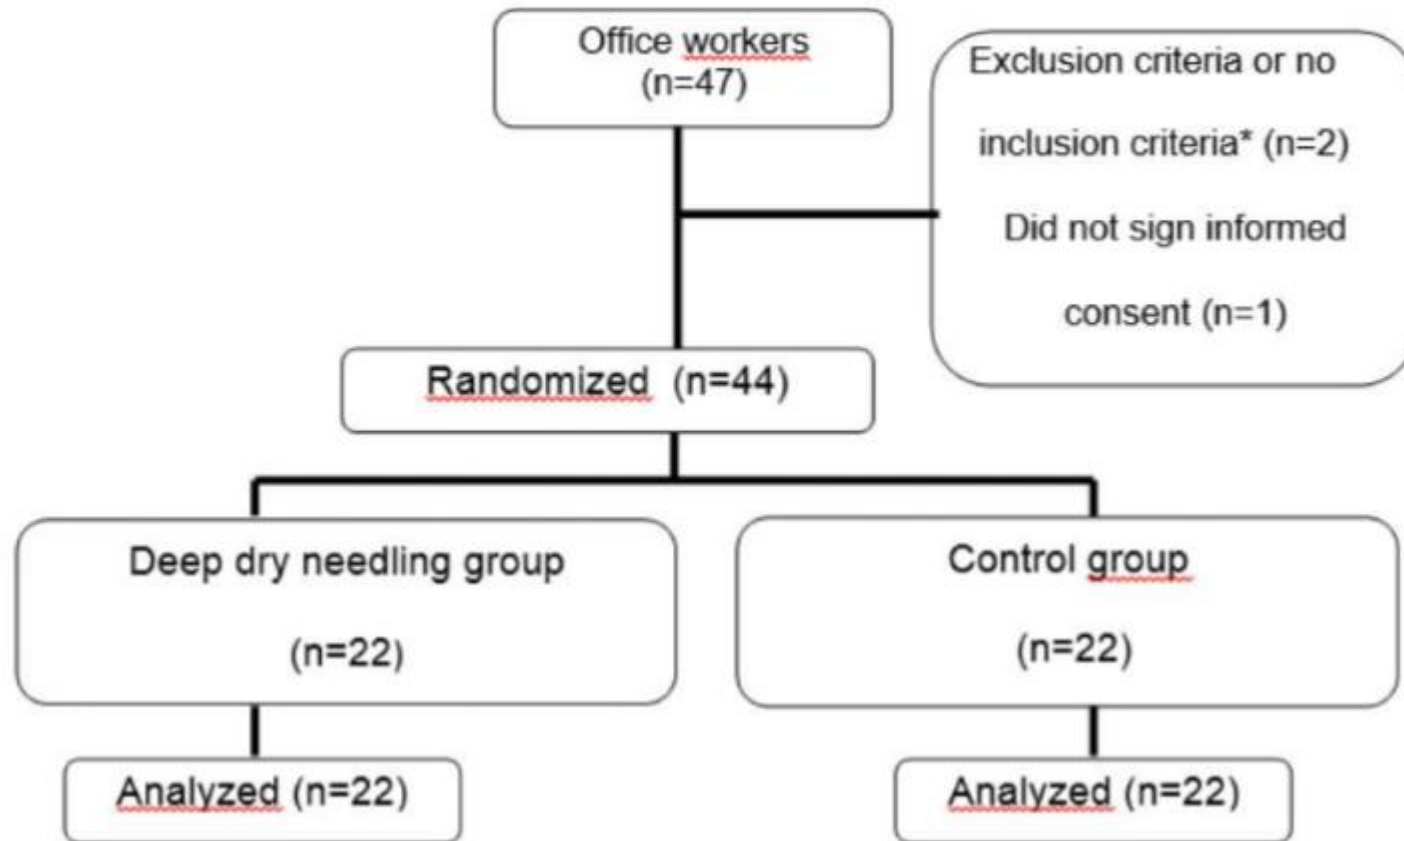 Office workers
(n=47)
Exclusion criteria or no
inclusion criteria* (n=2)
Did not sign informed
consent (n=1)
Randomized (n=44)
Deep dry needling group
(n=22)
Control group
(n=22)
Analyzed (n=22)
Analyzed (n=22)